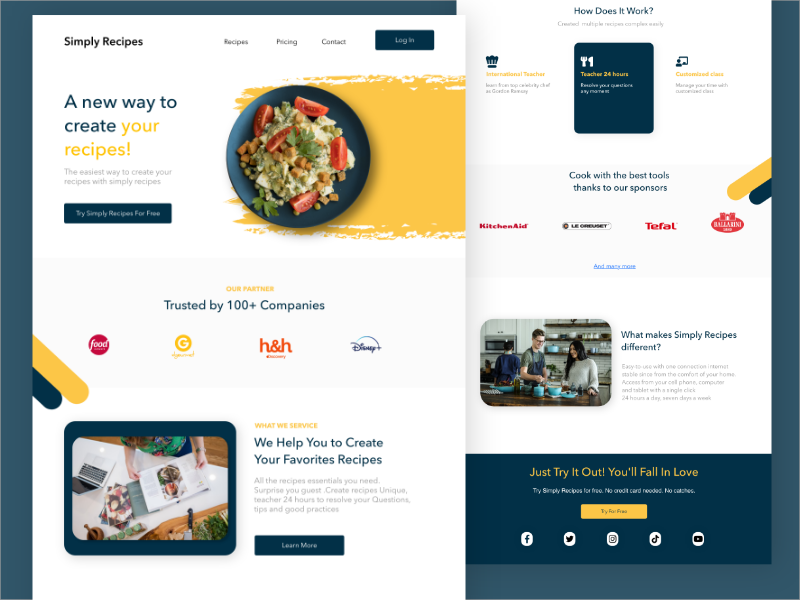 Simply Recipes
Recipes
Pricing
Contact
Log In
A new way to
create your
recipes!
The easiest way to create your
recipes with simply recipes
Try Simply Recipes For Free
OUR PARTNER
Trusted by 100+ Companies
food
G
h&h
discovery
Disney+
WHAT WE SERVICE
We Help You to Create
Your Favorites Recipes
All the recipes essentials you need.
Surprise you guest .Create recipes Unique,
teacher 24 hours to resolve your Questions,
tips and good practices
Learn More
How Does It Work?
Created multiple recipes complex easily
International Teacher
learn from top celebrity chef
as Gordon Ramsay
Teacher 24 hours
Resolve your questions
any moment
Customised class
Manage your time with
customized class
Cook with the best tools
thanks to our sponsors
KitchenAid
LE CREUSET
Tefal
BALLARINI
And many more
What makes Simply Recipes
different?
Easy to use with one connection internet
stable since from the comfort of your home.
Access from your cell phone, computer
and tablet with a single click
24 hours a day, seven days a week
Just Try It Out! You'll Fall In Love
Try Simply Recipes for free. No credit card needed. No catches.
Try For Free